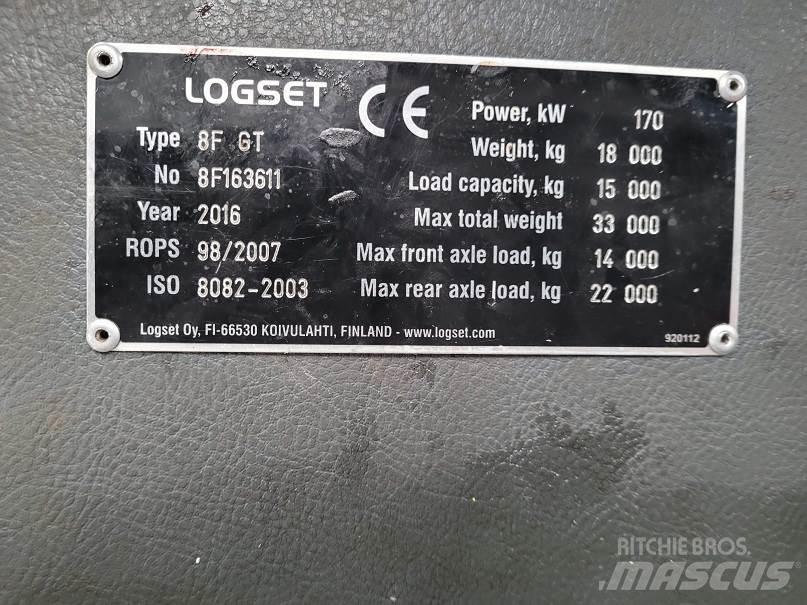 LOGSET CE
Type 8F GT
No 8F163611
Year 2016
ROPS 98/2007
ISO 8082-2003
Power, kW 170
Weight, kg 18 000
Load capacity, kg 15 000
Max total weight 33 000
Max front axle load, kg 14 000
Max rear axle load, kg 22 000
Logset Oy, FI-66530 KOIVULAHTI, FINLAND - www.logset.com
920112
RITCHIE BROS.
MASCUS